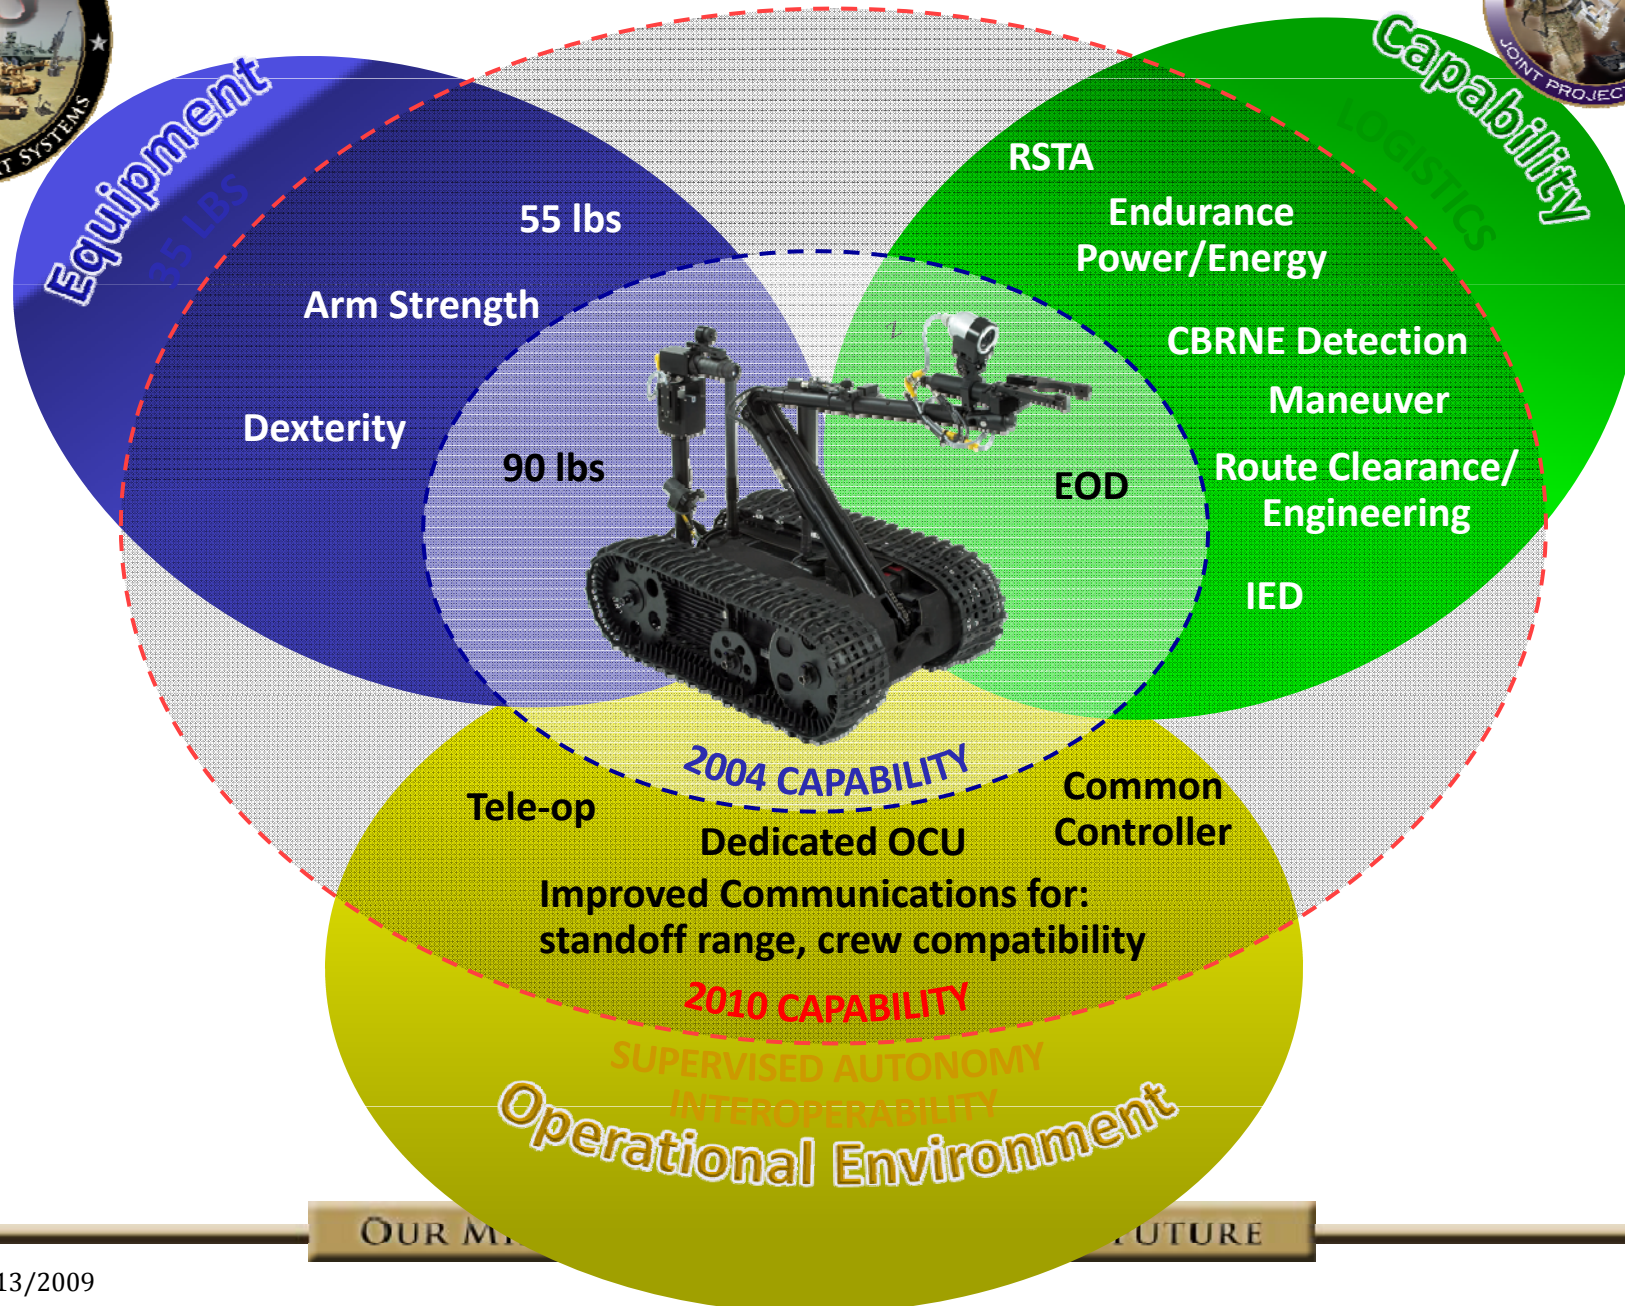 SYSTEMS
JOINT PROJECT
Equipment
Capability
35 LBS
LOGISTICS
55 lbs
Arm Strength
Dexterity
90 lbs
RSTA
Endurance
Power/Energy
CBRNE Detection
Maneuver
Route Clearance/
Engineering
EOD
IED
2004 CAPABILITY
Tele-op
Common
Controller
Dedicated OCU
Improved Communications for:
standoff range, crew compatibility
2010 CAPABILITY
SUPERVISED AUTONOMY
INTEROPERABILITY
Operational Environment
OUR
FUTURE
13/2009